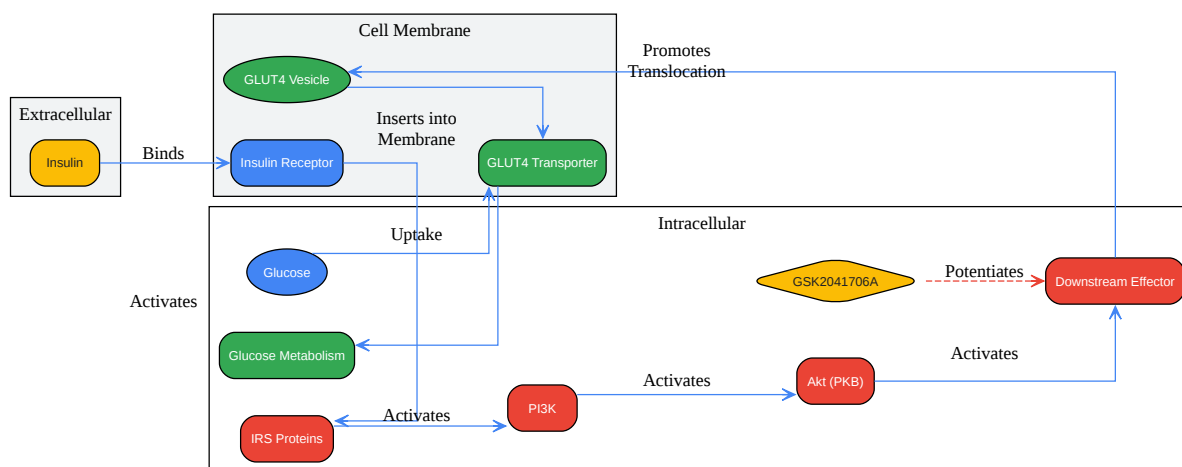 Cell Membrane
Promotes
Translocation
GLUT4 Vesicle
Extracellular
Inserts into
Membrane
Insulin
Binds
Insulin Receptor
GLUT4 Transporter
Intracellular
Uptake
Glucose
GSK2041706A
Potentiates
Downstream Effector
Activates
Glucose Metabolism
Activates
Activates
Akt (PKB)
PI3K
Activates
IRS Proteins